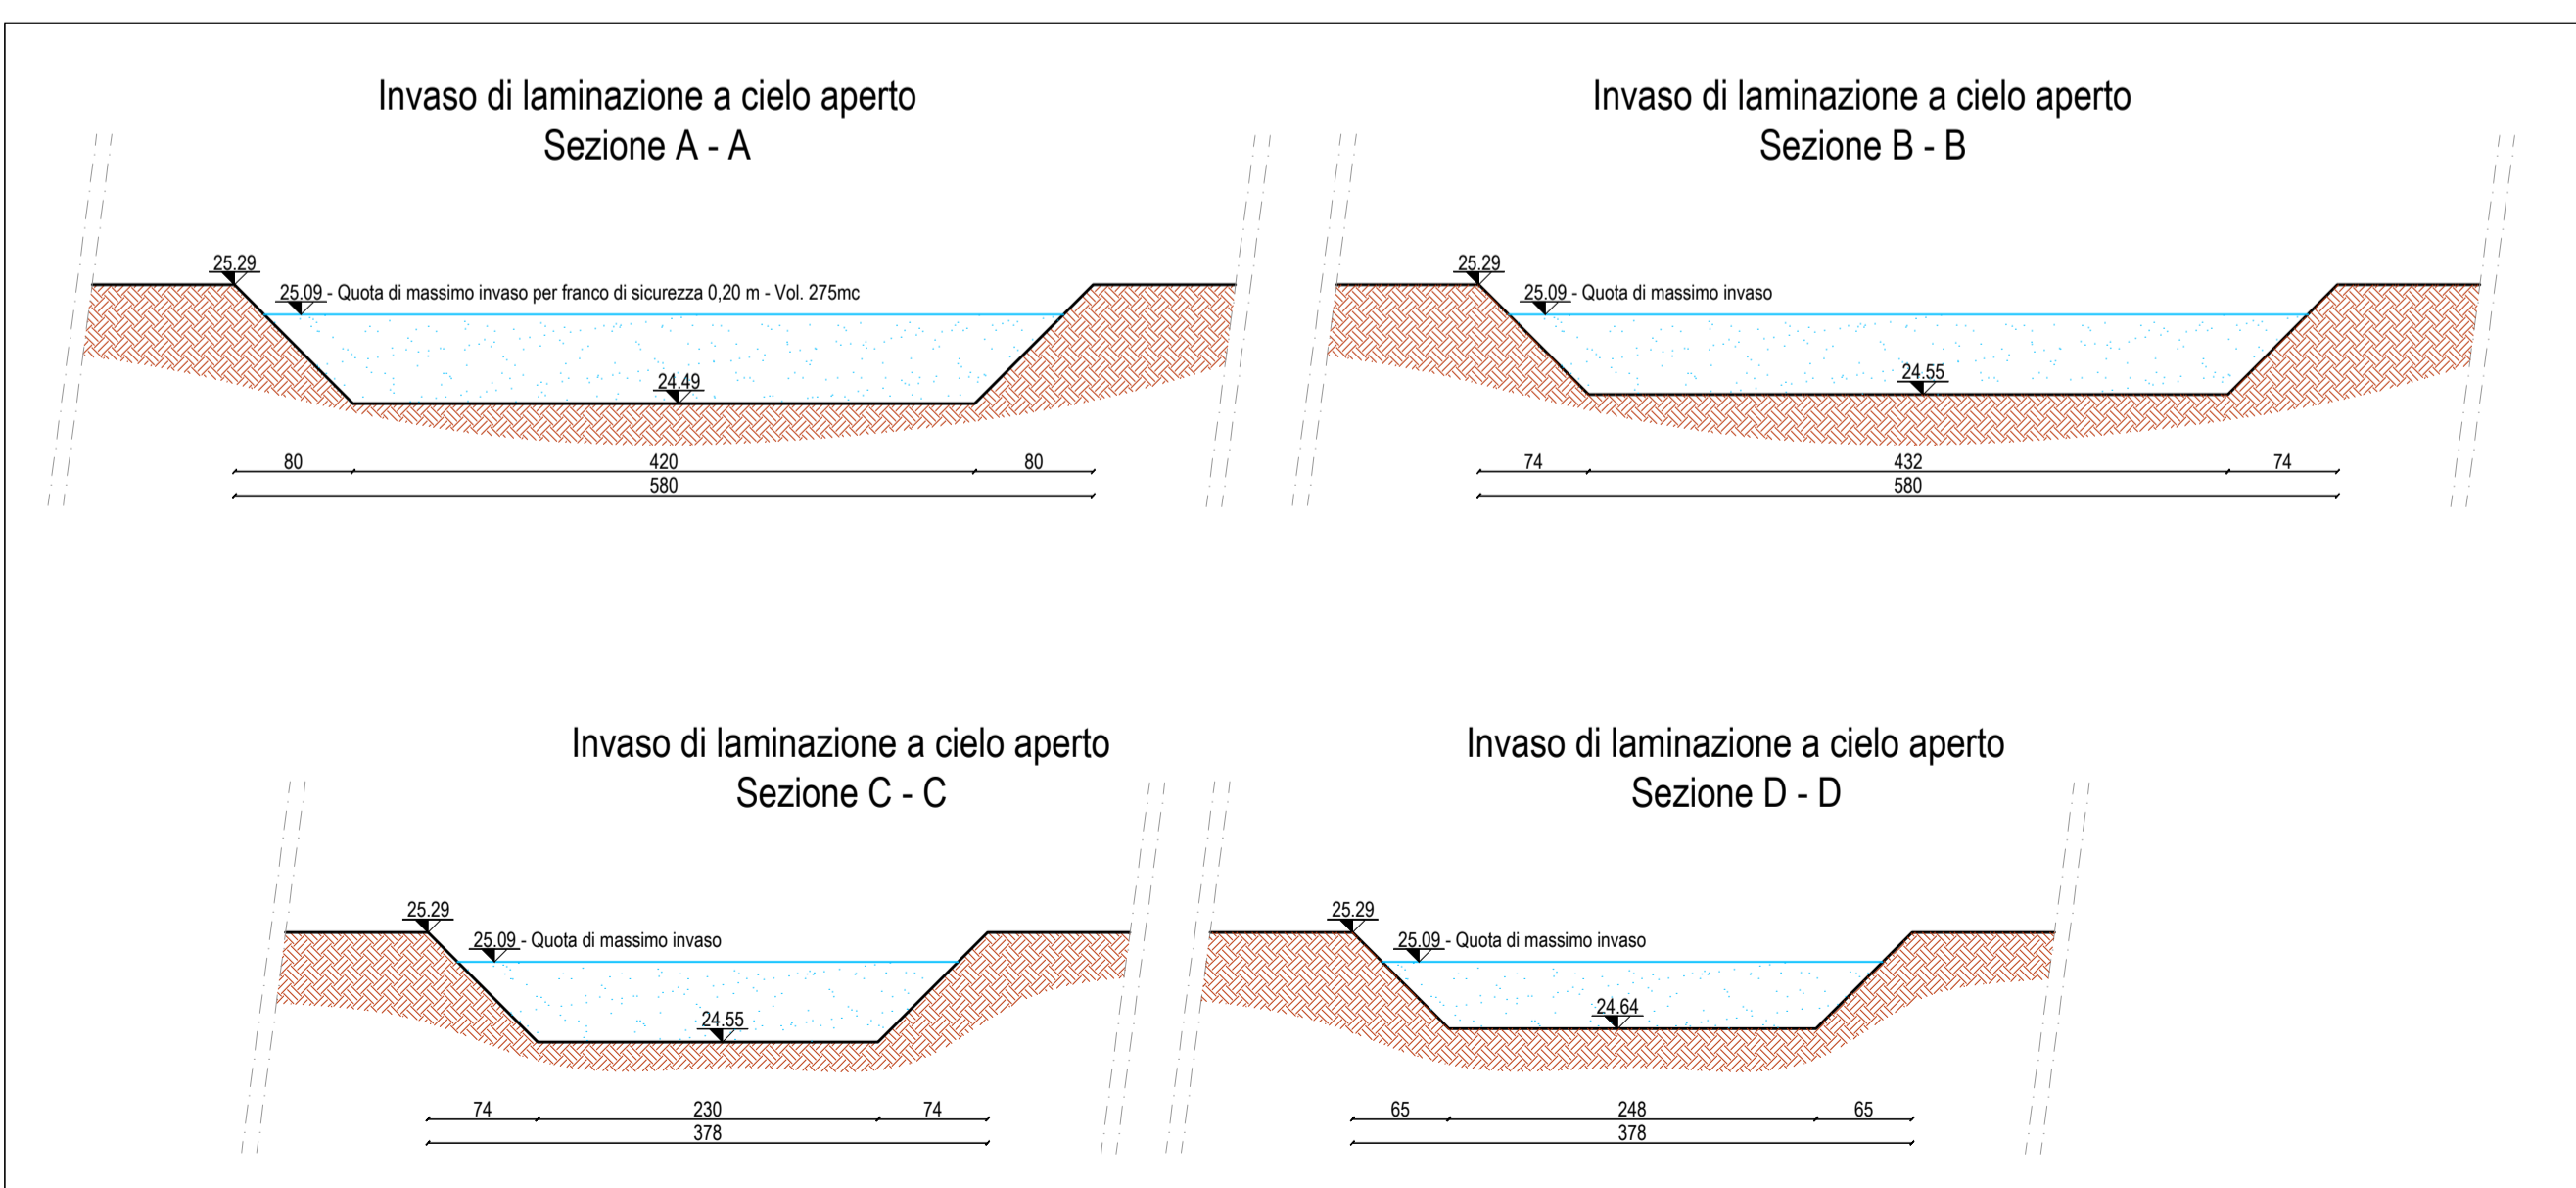 Invaso di laminazione a cielo aperto
Sezione A - A
25.29
25.09 - Quota di massimo invaso per franco di sicurezza 0,20 m - Vol. 275mc
24.49
80 420 80
580
Invaso di laminazione a cielo aperto
Sezione B - B
25.29
25.09 - Quota di massimo invaso
24.55
74 432 74
580
Invaso di laminazione a cielo aperto
Sezione C - C
25.29
25.09 - Quota di massimo invaso
24.55
74 230 74
378
Invaso di laminazione a cielo aperto
Sezione D - D
25.29
25.09 - Quota di massimo invaso
24.64
65 248 65
378